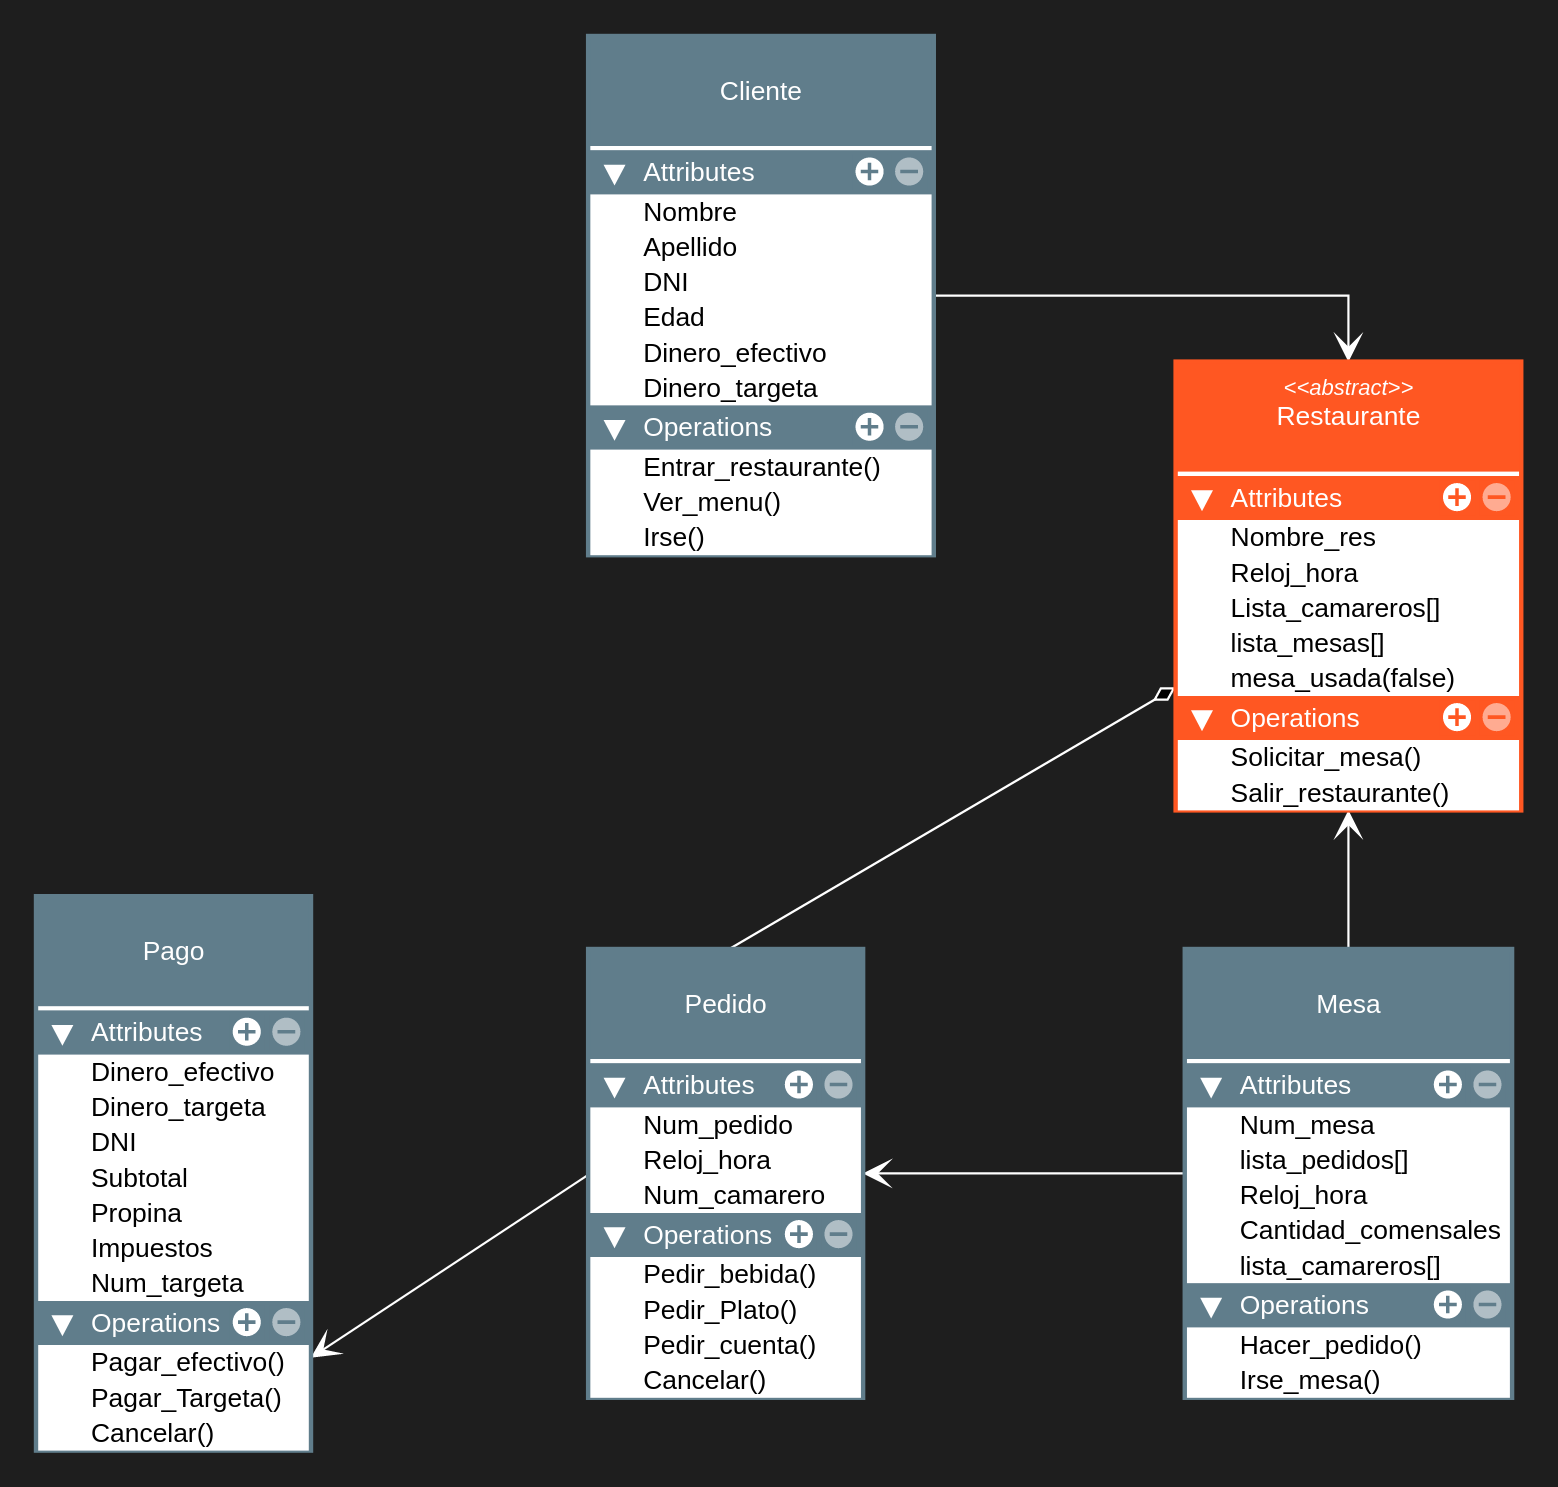 Cliente
Attributes
Nombre
Apellido
DNI
Edad
Dinero_efectivo
Dinero_targeta
Operations
Entrar_restaurante()
Ver_menu()
Irse()
<<abstract>>
Restaurante
Attributes
Nombre_res
Reloj_hora
Lista_camareros[]
lista_mesas[]
mesa_usada(false)
Operations
Solicitar_mesa()
Salir_restaurante()
Pago
Attributes
Dinero_efectivo
Dinero_targeta
DNI
Subtotal
Propina
Impuestos
Num_targeta
Operations
Pagar_efectivo()
Pagar_Targeta()
Cancelar()
Pedido
Attributes
Num_pedido
Reloj_hora
Num_camarero
Operations
Pedir_bebida()
Pedir_Plato()
Pedir_cuenta()
Cancelar()
Mesa
Attributes
Num_mesa
lista_pedidos[]
Reloj_hora
Cantidad_comensales
lista_camareros[]
Operations
Hacer_pedido()
Irse_mesa()